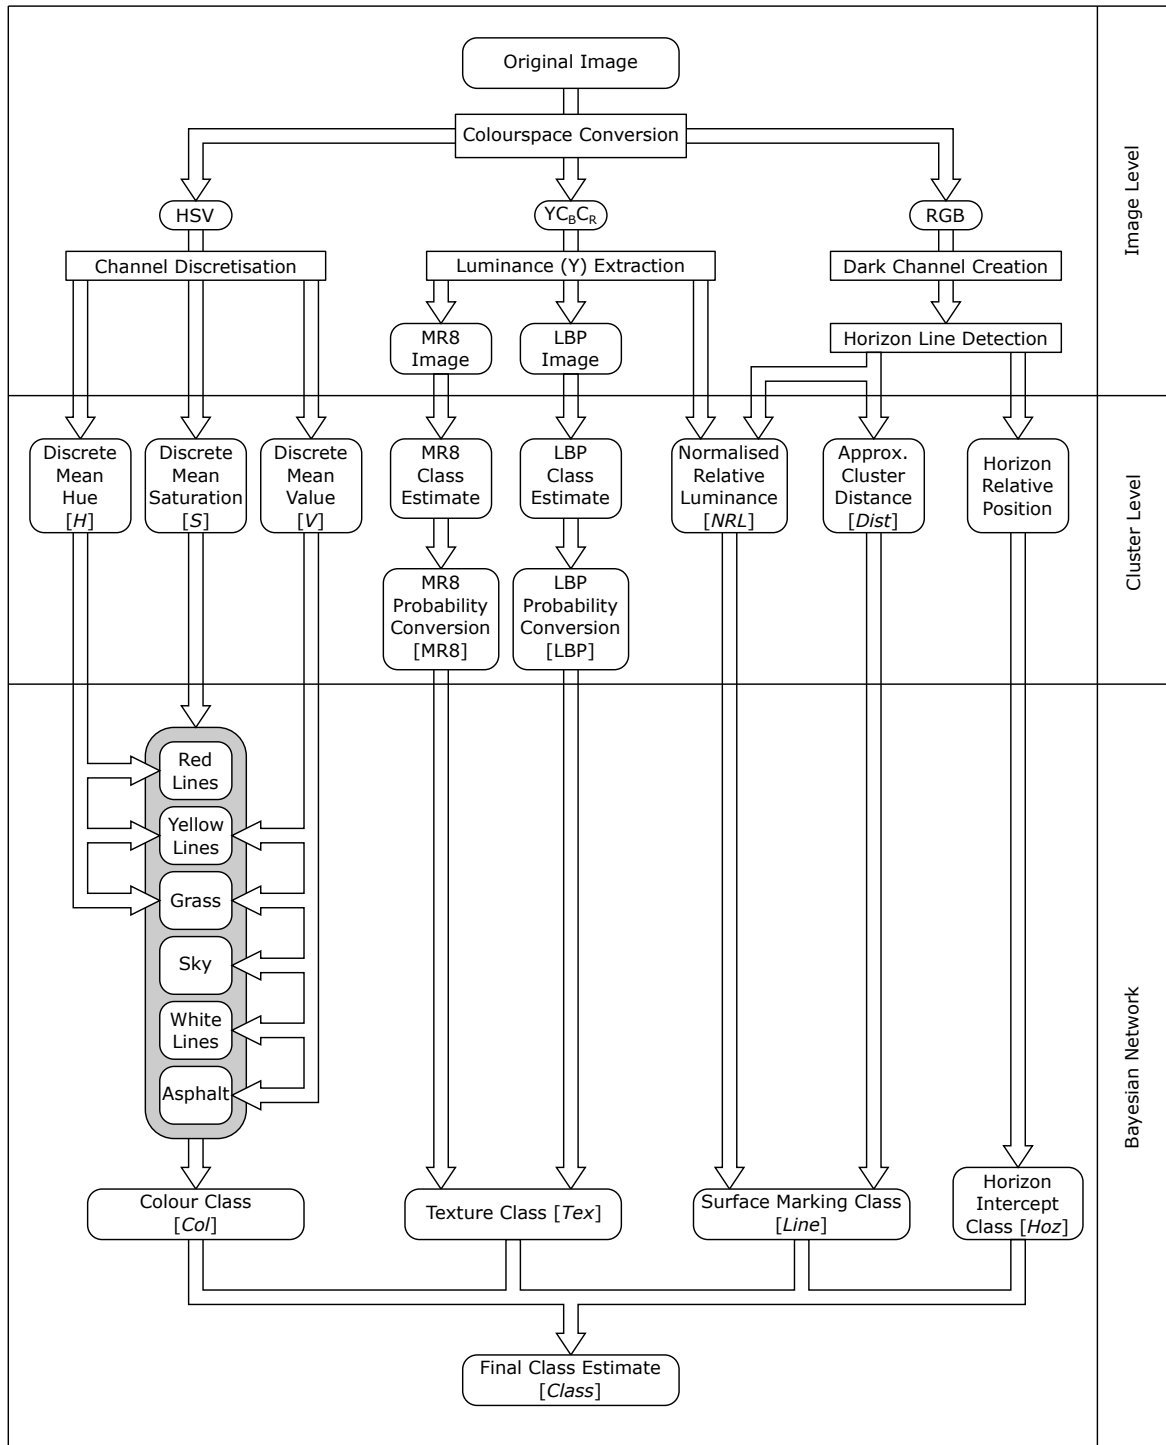 Original Image
Colourspace Conversion
HSV
YC_BC_R
RGB
Channel Discretisation
Luminance (Y) Extraction
Dark Channel Creation
MR8
Image
LBP
Image
Horizon Line Detection
Image Level
Discrete
Mean
Hue
[H]
Discrete
Mean
Saturation
[S]
Discrete
Mean
Value
[V]
MR8
Class
Estimate
LBP
Class
Estimate
Normalised
Relative
Luminance
[NRL]
Approx.
Cluster
Distance
[Dist]
Horizon
Relative
Position
MR8
Probability
Conversion
[MR8]
LBP
Probability
Conversion
[LBP]
Cluster Level
Red
Lines
Yellow
Lines
Grass
Sky
White
Lines
Asphalt
Colour Class
[Col]
Texture Class [Tex]
Surface Marking Class
[Line]
Horizon
Intercept
Class [Hoz]
Final Class Estimate
[Class]
Bayesian Network